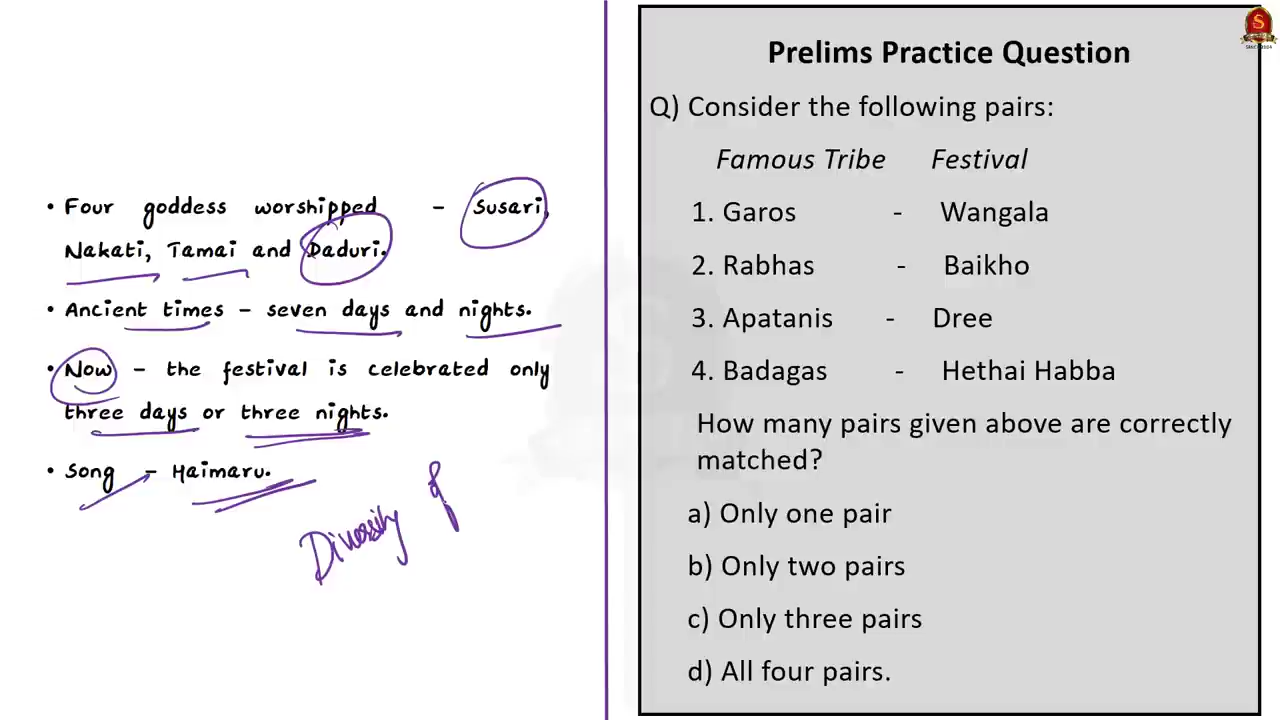 • Four goddess worshipped - Susari,
Nakati, Tamai and Daduri.
• Ancient times - seven days and nights.
• Now - the festival is celebrated only
three days or three nights.
• Song - Haimaru.
Diversity of
S
Prelims Practice Question
Q) Consider the following pairs:
Famous Tribe Festival
1. Garos - Wangala
2. Rabhas - Baikho
3. Apatanis - Dree
4. Badagas - Hethai Habba
How many pairs given above are correctly
matched?
a) Only one pair
b) Only two pairs
c) Only three pairs
d) All four pairs.